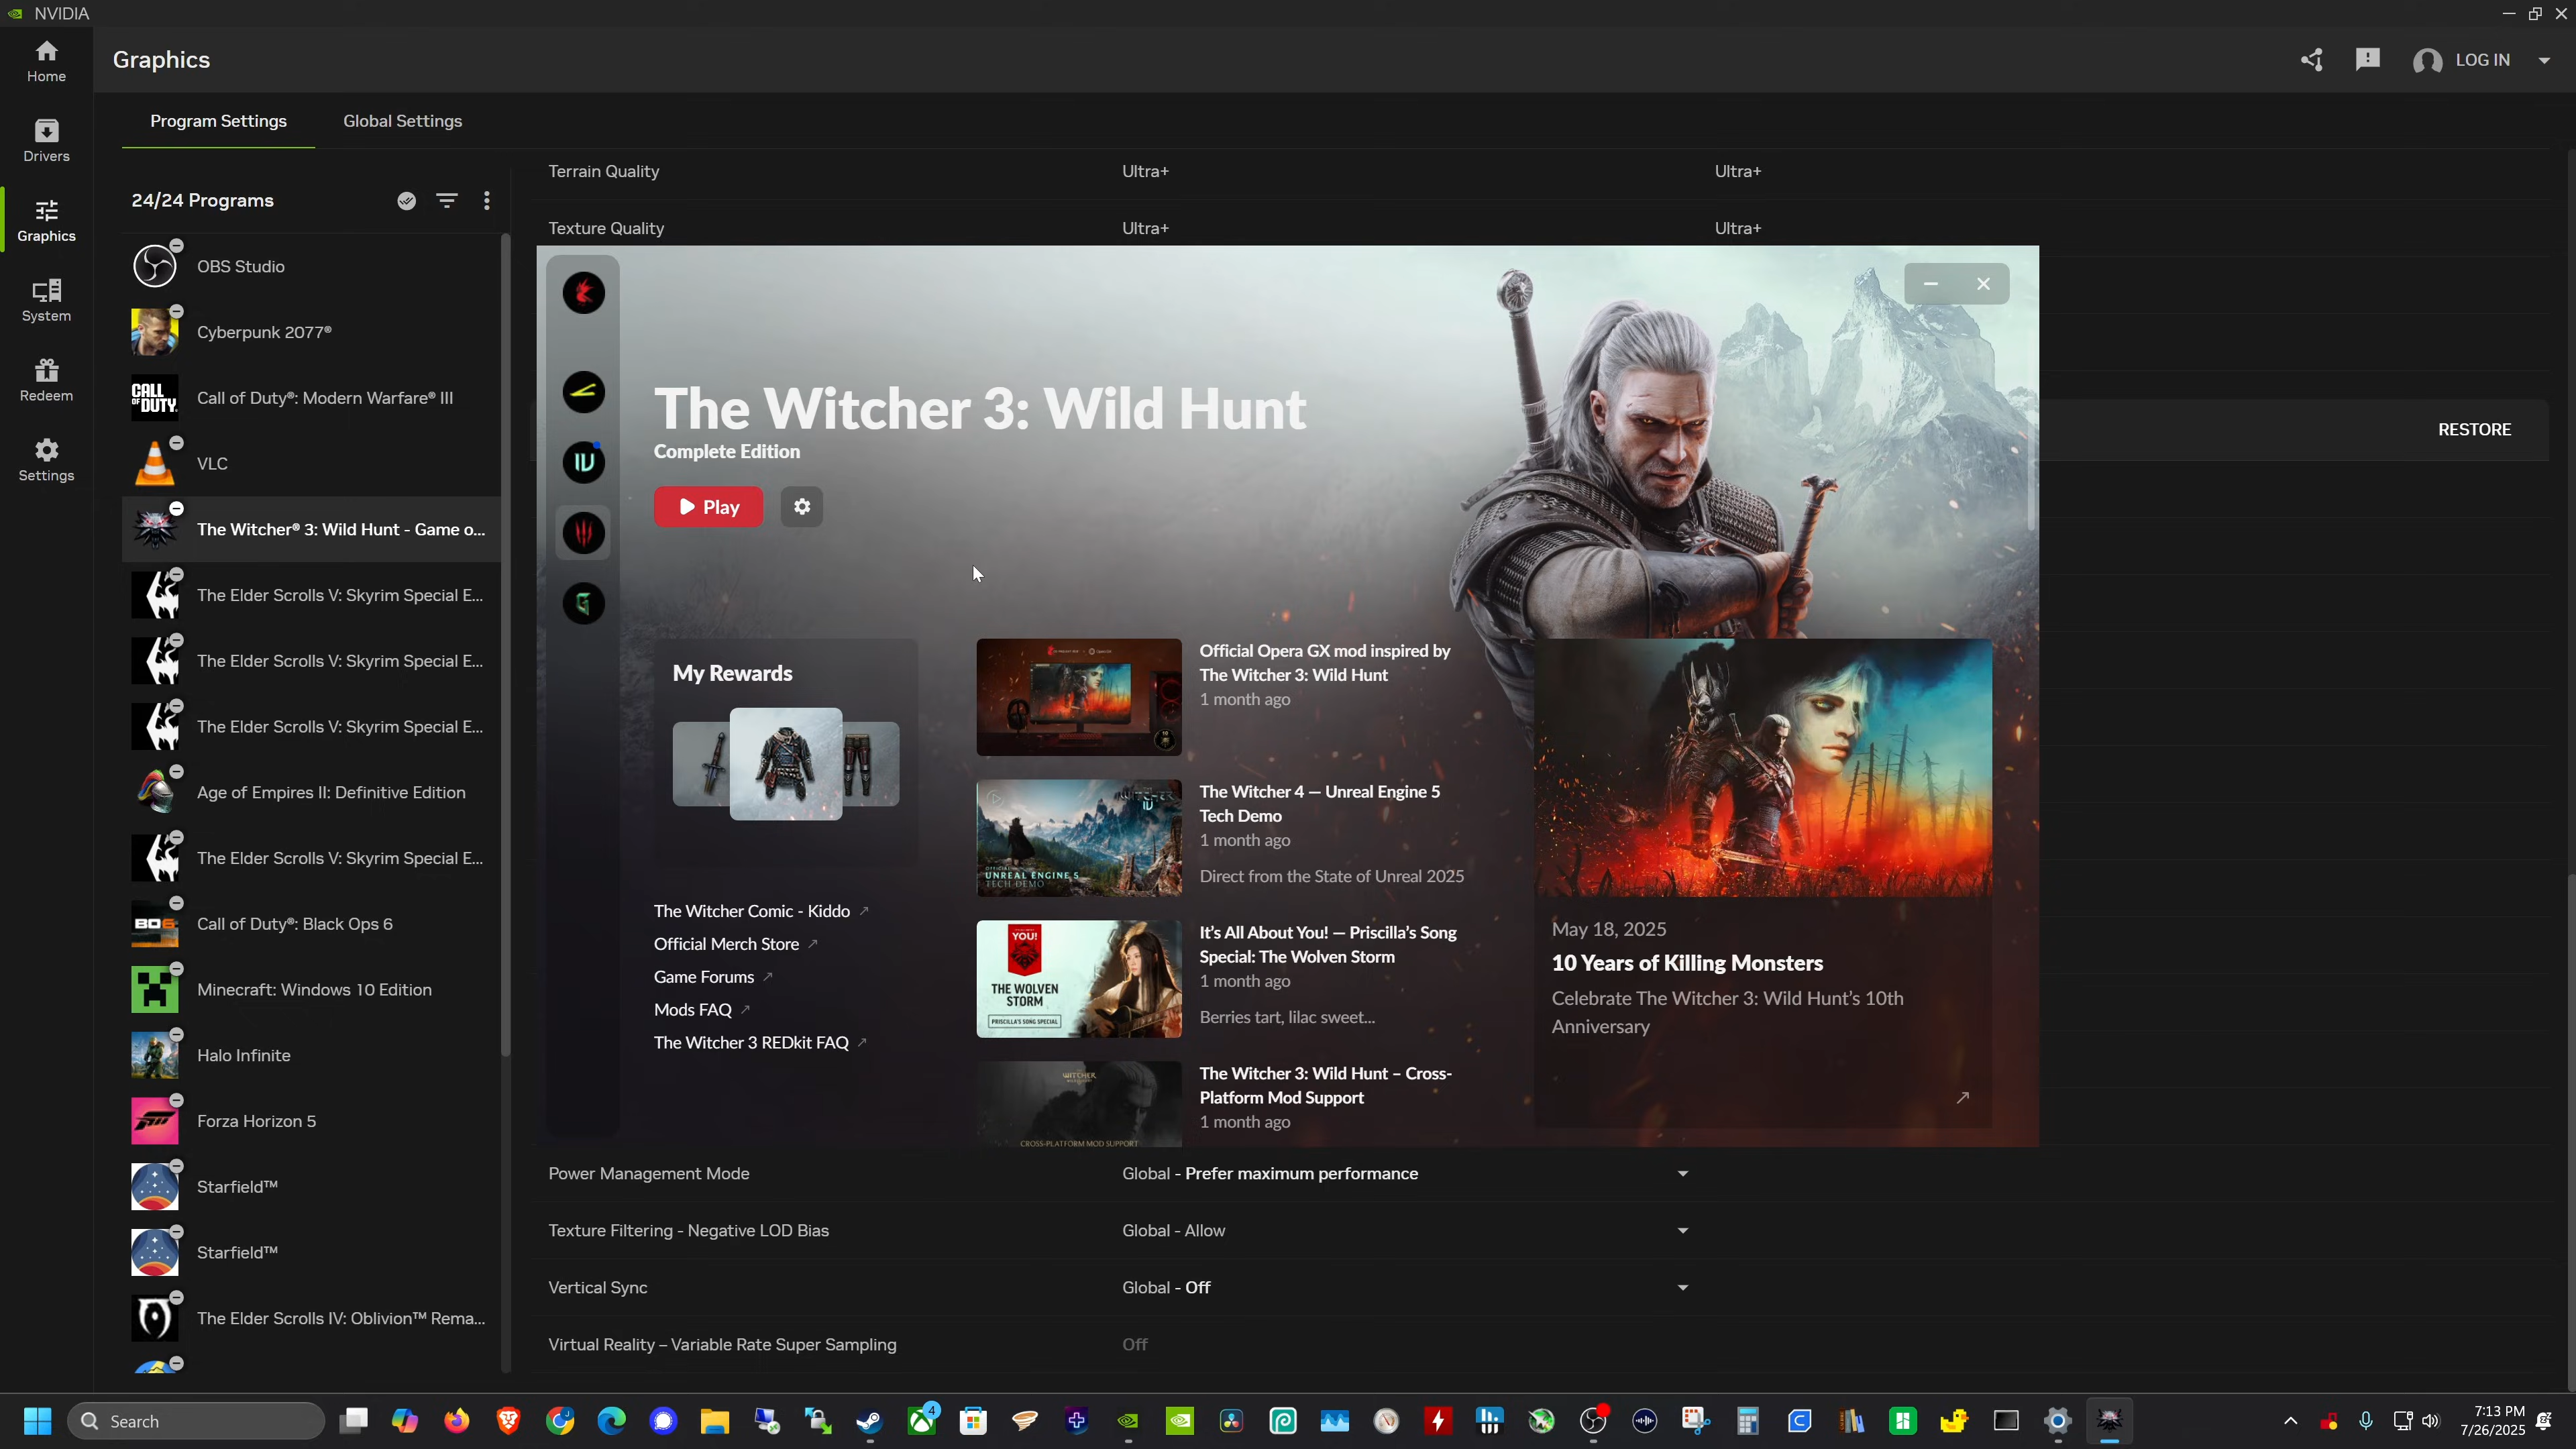 NVIDIA
Home
Drivers
Graphics
System
Redeem
Settings
Graphics
LOG IN
Program Settings
Global Settings
24/24 Programs
OBS Studio
Cyberpunk 2077®
CALL OF DUTY.
Call of Duty®: Modern Warfare® III
VLC
The Witcher® 3: Wild Hunt - Game o...
The Elder Scrolls V: Skyrim Special E...
The Elder Scrolls V: Skyrim Special E...
The Elder Scrolls V: Skyrim Special E...
Age of Empires II: Definitive Edition
The Elder Scrolls V: Skyrim Special E...
BO6
Call of Duty®: Black Ops 6
Minecraft: Windows 10 Edition
Halo Infinite
Forza Horizon 5
Starfield™
Starfield™
The Elder Scrolls IV: Oblivion™ Rema...
Terrain Quality
Ultra+
Ultra+
Texture Quality
Ultra+
Ultra+
RESTORE
IV
The Witcher 3: Wild Hunt
Complete Edition
Play
My Rewards
The Witcher Comic - Kiddo
Official Merch Store
Game Forums
Mods FAQ
The Witcher 3 REDkit FAQ
Official Opera GX mod inspired by
The Witcher 3: Wild Hunt
1 month ago
UNREAL ENGINE 5
TECH DEMO
The Witcher 4 — Unreal Engine 5
Tech Demo
1 month ago
Direct from the State of Unreal 2025
YOU!
THE WOLVEN
STORM
PRISCILLA'S SONG SPECIAL
It's All About You! — Priscilla's Song
Special: The Wolven Storm
1 month ago
Berries tart, lilac sweet...
WITCHER
CROSS-PLATFORM MOD SUPPORT
The Witcher 3: Wild Hunt – Cross-
Platform Mod Support
1 month ago
May 18, 2025
10 Years of Killing Monsters
Celebrate The Witcher 3: Wild Hunt's 10th
Anniversary
Power Management Mode
Global - Prefer maximum performance
Texture Filtering - Negative LOD Bias
Global - Allow
Vertical Sync
Global - Off
Virtual Reality – Variable Rate Super Sampling
Off
Search
4
7:13 PM
7/26/2025